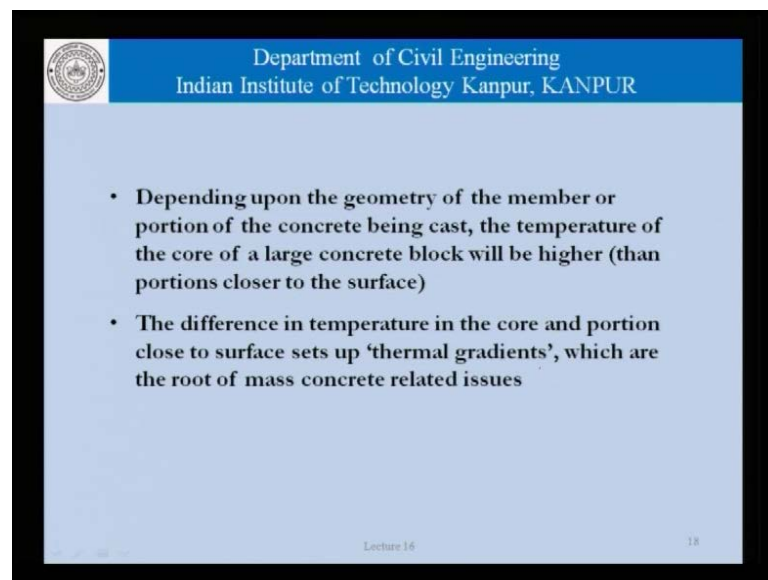 Department of Civil Engineering
Indian Institute of Technology Kanpur, KANPUR
• Depending upon the geometry of the member or
portion of the concrete being cast, the temperature of
the core of a large concrete block will be higher (than
portions closer to the surface)
• The difference in temperature in the core and portion
close to surface sets up ‘thermal gradients’, which are
the root of mass concrete related issues
Lecture 16
18